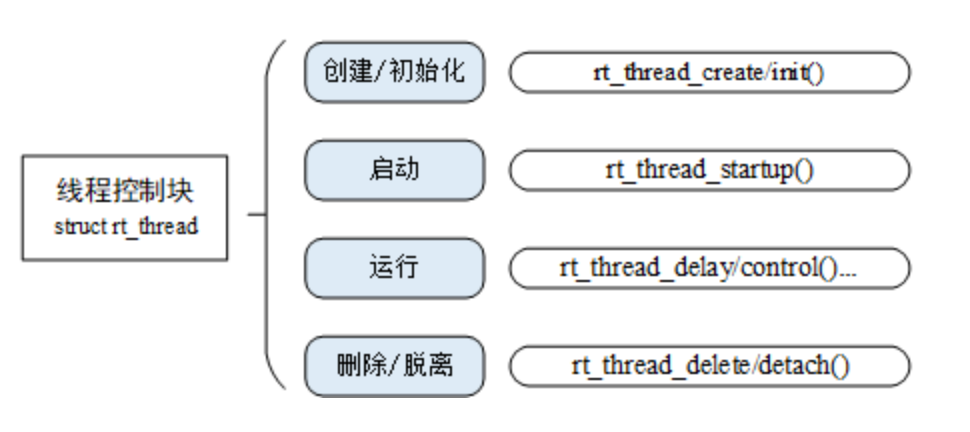 创建/初始化
rt_thread_create/init()
启动
rt_thread_startup()
线程控制块
struct rt_thread
运行
rt_thread_delay/control()...
删除/脱离
rt_thread_delete/detach()